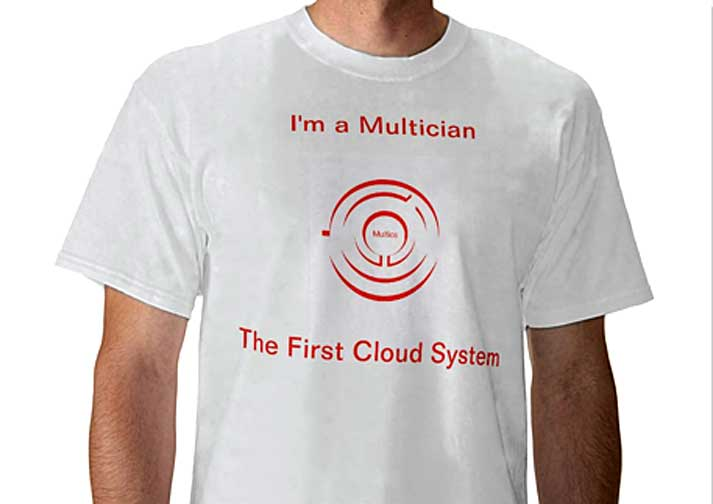 I'm a Multician
Multics
The First Cloud System